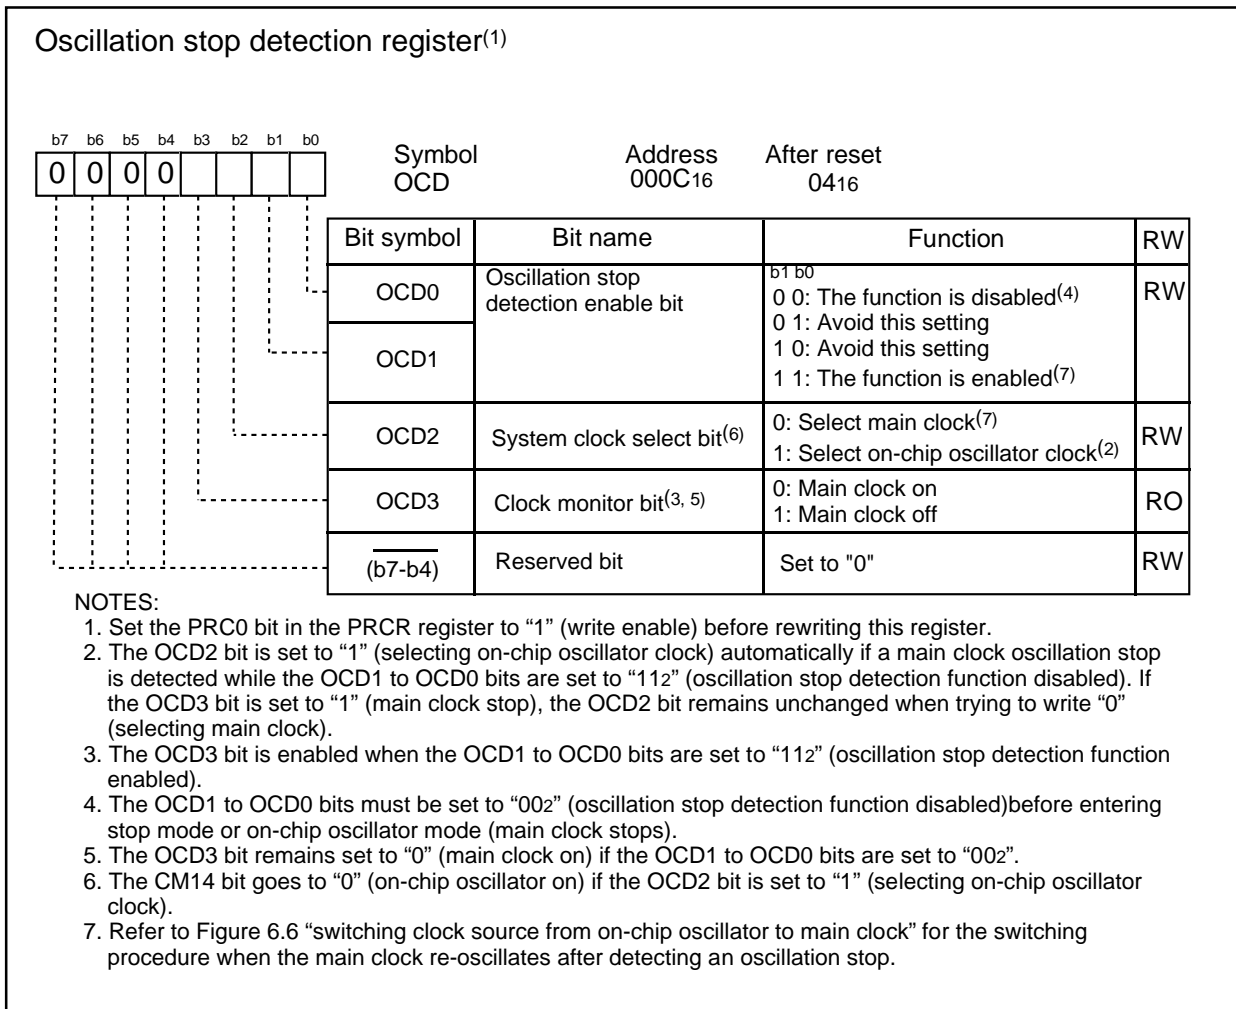 Oscillation stop detection register(1)
b7 b6 b5 b4 b3 b2 b1 b0
0 0 0 0
Symbol Address After reset
OCD 000C16 0416
Bit symbol Bit name Function RW
OCD0 Oscillation stop detection enable bit b1 b0 RW
0 0: The function is disabled(4)
0 1: Avoid this setting
OCD1 1 0: Avoid this setting
1 1: The function is enabled(7)
OCD2 System clock select bit(6) 0: Select main clock(7) RW
1: Select on-chip oscillator clock(2)
OCD3 Clock monitor bit(3, 5) 0: Main clock on RO
1: Main clock off
(b7-b4) Reserved bit Set to "0" RW
NOTES:
1. Set the PRC0 bit in the PRCR register to “1” (write enable) before rewriting this register.
2. The OCD2 bit is set to “1” (selecting on-chip oscillator clock) automatically if a main clock oscillation stop
is detected while the OCD1 to OCD0 bits are set to “112” (oscillation stop detection function disabled). If
the OCD3 bit is set to “1” (main clock stop), the OCD2 bit remains unchanged when trying to write “0”
(selecting main clock).
3. The OCD3 bit is enabled when the OCD1 to OCD0 bits are set to “112” (oscillation stop detection function
enabled).
4. The OCD1 to OCD0 bits must be set to “002” (oscillation stop detection function disabled)before entering
stop mode or on-chip oscillator mode (main clock stops).
5. The OCD3 bit remains set to “0” (main clock on) if the OCD1 to OCD0 bits are set to “002”.
6. The CM14 bit goes to “0” (on-chip oscillator on) if the OCD2 bit is set to “1” (selecting on-chip oscillator
clock).
7. Refer to Figure 6.6 “switching clock source from on-chip oscillator to main clock” for the switching
procedure when the main clock re-oscillates after detecting an oscillation stop.